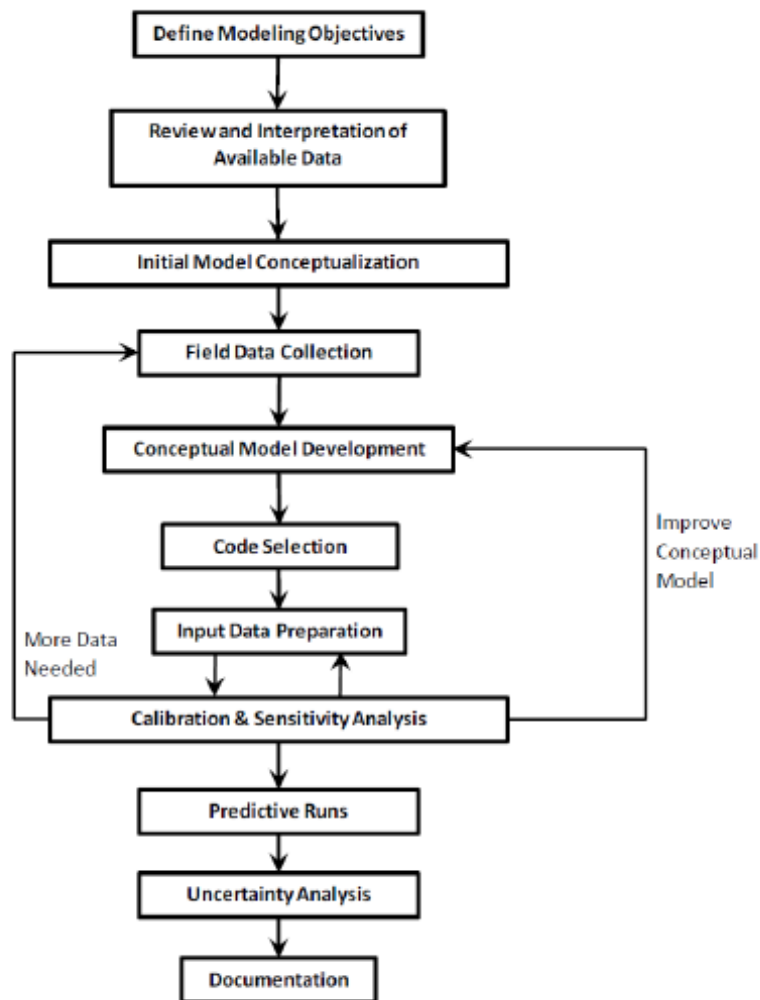 Define Modeling Objectives
Review and Interpretation of
Available Data
Initial Model Conceptualization
Field Data Collection
Conceptual Model Development
Code Selection
Improve
Conceptual
Model
Input Data Preparation
More Data
Needed
Calibration & Sensitivity Analysis
Predictive Runs
Uncertainty Analysis
Documentation